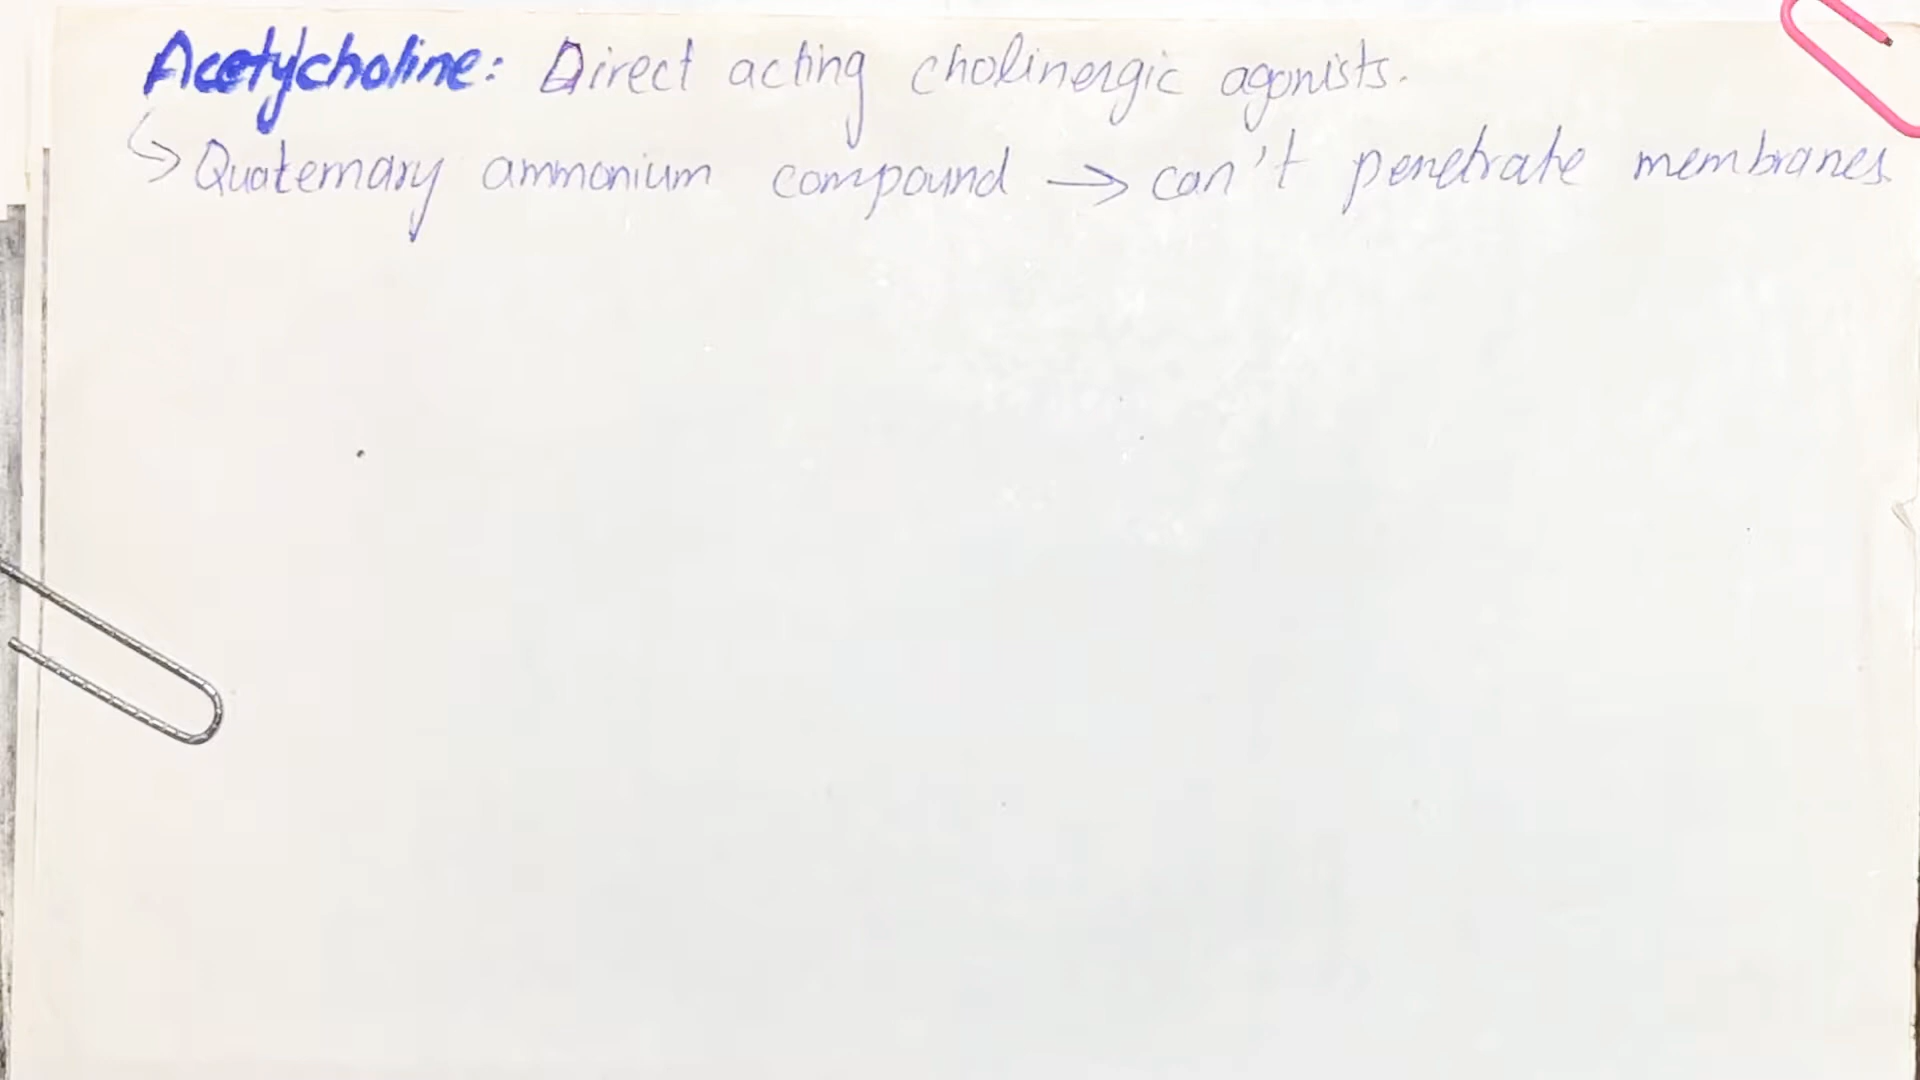 Acetylcholine: Direct acting cholinergic agonists.
↳ Quaternary ammonium compound → can't penetrate membranes.